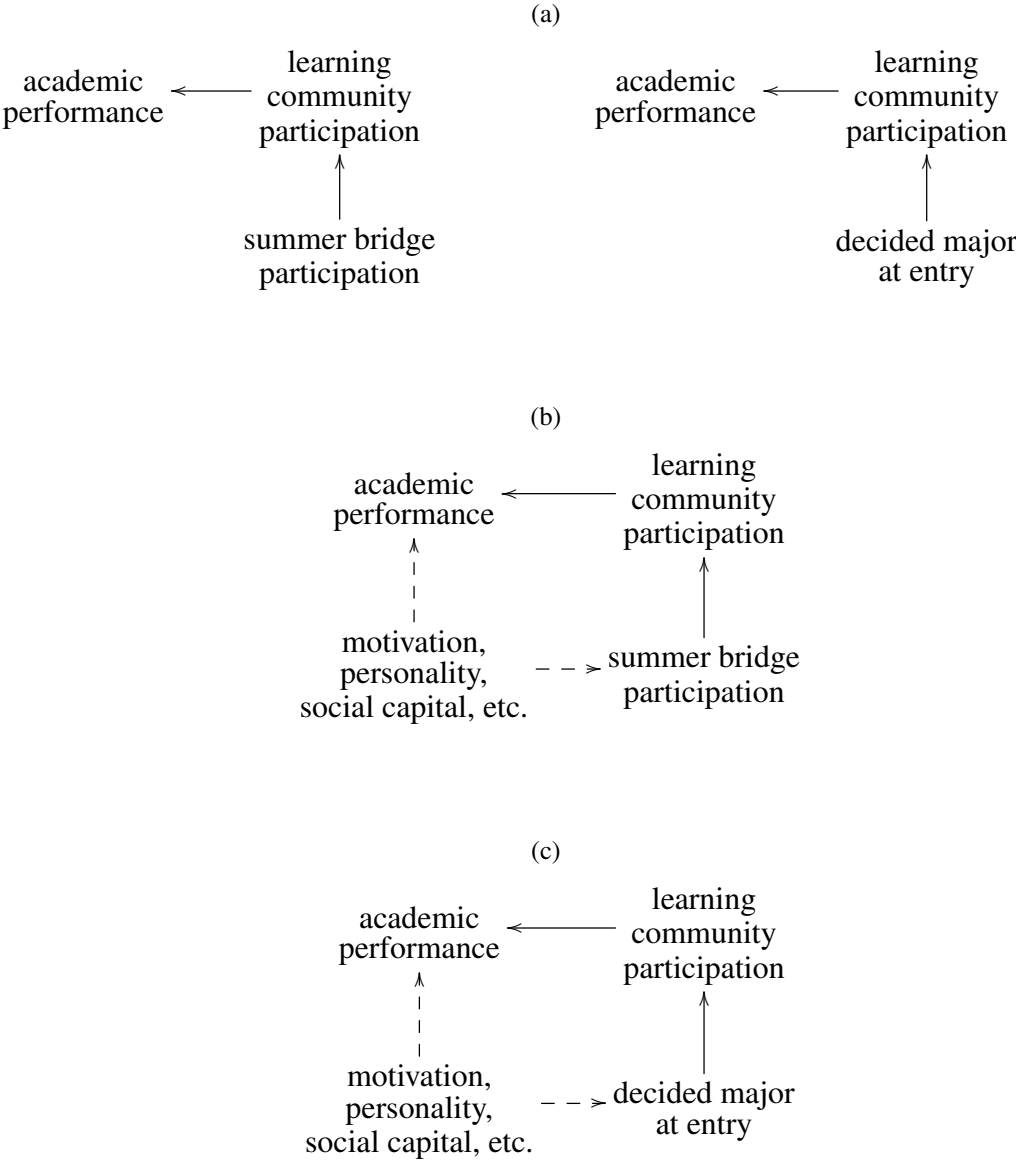 (a)
academic
performance
learning
community
participation
summer bridge
participation
academic
performance
learning
community
participation
decided major
at entry
(b)
academic
performance
learning
community
participation
motivation,
personality,
social capital, etc.
summer bridge
participation
(c)
academic
performance
learning
community
participation
motivation,
personality,
social capital, etc.
decided major
at entry